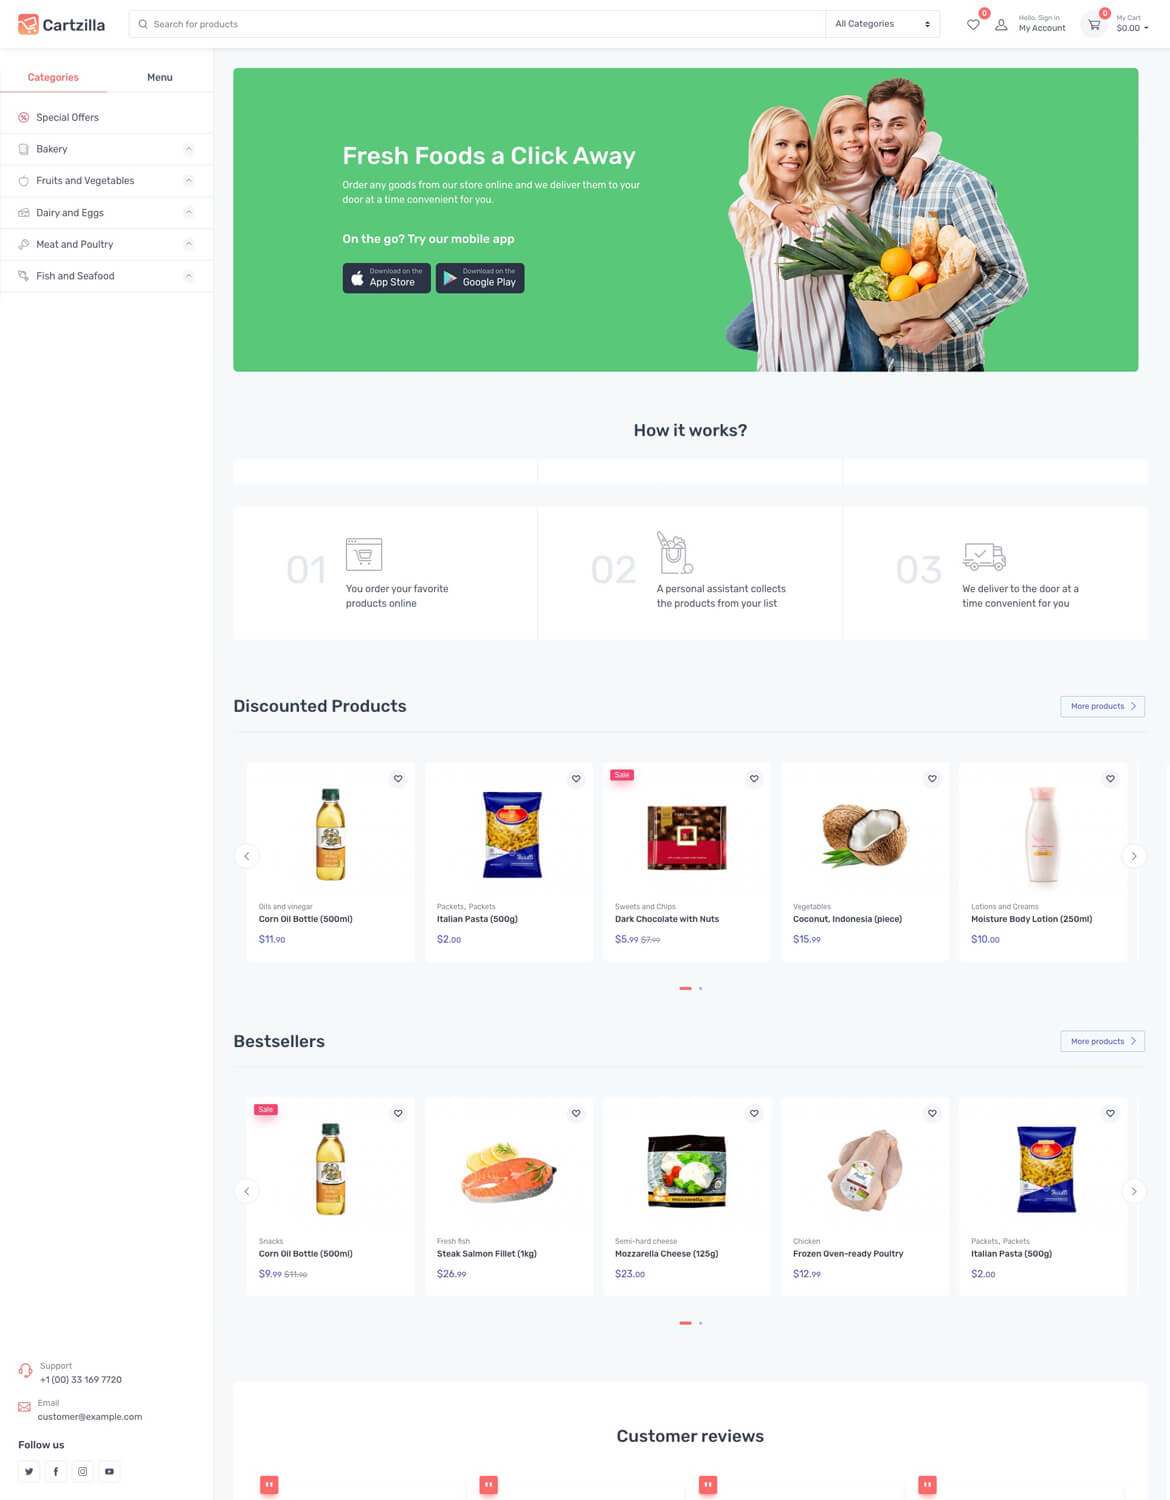 Cartzilla
Search for products
All Categories
0
Hello, Sign in
My Account
0
My Cart
$0.00
Categories
Menu
Special Offers
Bakery
Fruits and Vegetables
Dairy and Eggs
Meat and Poultry
Fish and Seafood
Fresh Foods a Click Away
Order any goods from our store online and we deliver them to your
door at a time convenient for you.
On the go? Try our mobile app
Download on the
App Store
Download on the
Google Play
How it works?
01
You order your favorite
products online
02
A personal assistant collects
the products from your list
03
We deliver to the door at a
time convenient for you
Discounted Products
More products
Oils and vinegar
Corn Oil Bottle (500ml)
$11.90
Packets, Packets
Italian Pasta (500g)
$2.00
Sale
Sweets and Chips
Dark Chocolate with Nuts
$5.99 $7.99
Vegetables
Coconut, Indonesia (piece)
$15.99
Lotions and Creams
Moisture Body Lotion (250ml)
$10.00
Bestsellers
More products
Sale
Snacks
Corn Oil Bottle (500ml)
$9.99 $11.90
Fresh fish
Steak Salmon Fillet (1kg)
$26.99
mozzarella
Semi-hard cheese
Mozzarella Cheese (125g)
$23.00
Chicken
Frozen Oven-ready Poultry
$12.99
Packets, Packets
Italian Pasta (500g)
$2.00
Support
+1 (00) 33 169 7720
Email
customer@example.com
Follow us
Customer reviews